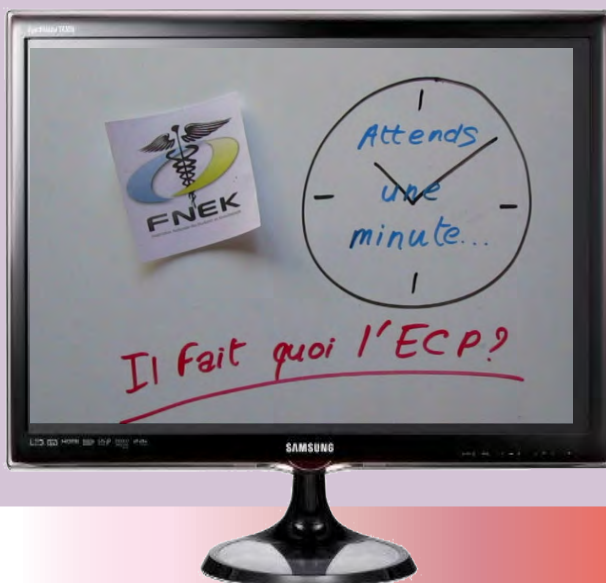 FNEK
Attends
une
minute...
Il fait quoi l'ECP?
SAMSUNG